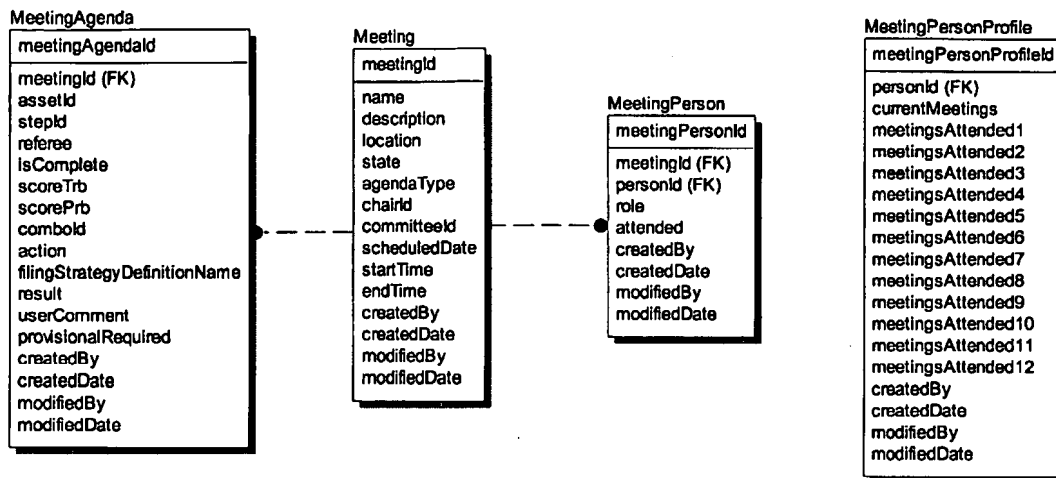 MeetingAgenda
meetingAgendaId
meetingId (FK)
assetId
stepId
referee
isComplete
scoreTrb
scorePrb
comboId
action
filingStrategyDefinitionName
result
userComment
provisionalRequired
createdBy
createdDate
modifiedBy
modifiedDate
Meeting
meetingId
name
description
location
state
agendaType
chairId
committeeId
scheduledDate
startTime
endTime
createdBy
createdDate
modifiedBy
modifiedDate
MeetingPerson
meetingPersonId
meetingId (FK)
personId (FK)
role
attended
createdBy
createdDate
modifiedBy
modifiedDate
MeetingPersonProfile
meetingPersonProfileId
personId (FK)
currentMeetings
meetingsAttended1
meetingsAttended2
meetingsAttended3
meetingsAttended4
meetingsAttended5
meetingsAttended6
meetingsAttended7
meetingsAttended8
meetingsAttended9
meetingsAttended10
meetingsAttended11
meetingsAttended12
createdBy
createdDate
modifiedBy
modifiedDate